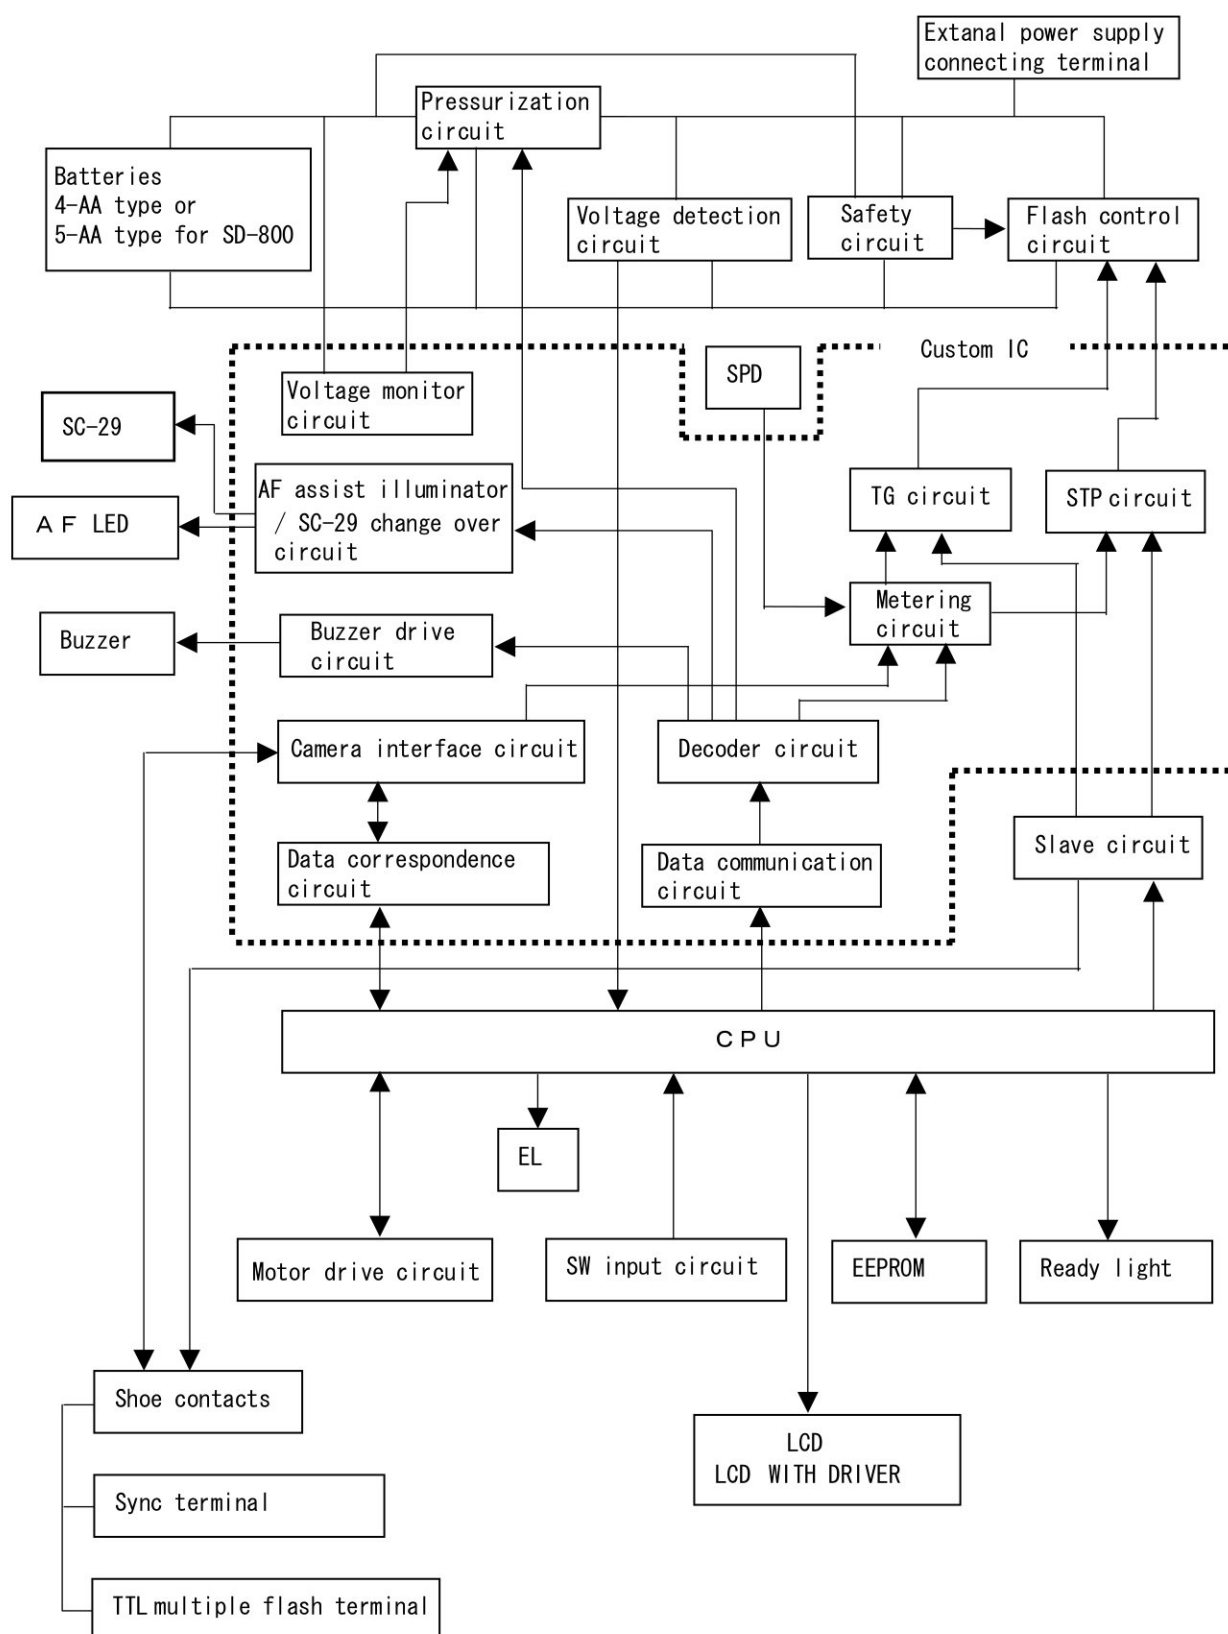 Extanal power supply
connecting terminal
Pressurization
circuit
Batteries
4-AA type or
5-AA type for SD-800
Voltage detection
circuit
Safety
circuit
Flash control
circuit
Custom IC
SPD
Voltage monitor
circuit
SC-29
AF assist illuminator
/ SC-29 change over
circuit
TG circuit
STP circuit
AF LED
Metering
circuit
Buzzer
Buzzer drive
circuit
Camera interface circuit
Decoder circuit
Slave circuit
Data correspondence
circuit
Data communication
circuit
CPU
EL
Motor drive circuit
SW input circuit
EEPROM
Ready light
Shoe contacts
LCD
LCD WITH DRIVER
Sync terminal
TTL multiple flash terminal